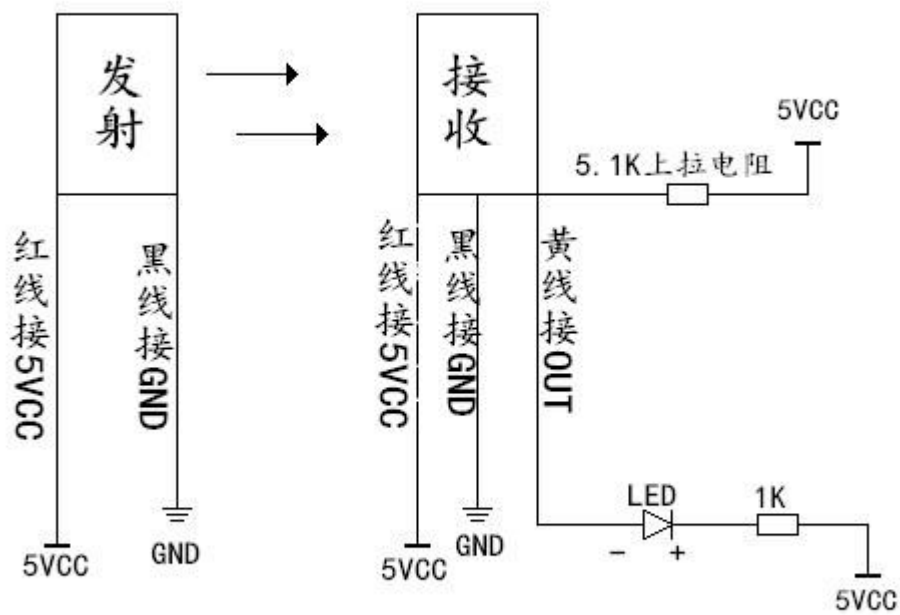 发射
接收
5VCC
5.1K上拉电阻
红线接5VCC
黑线接GND
红线接5VCC
黑线接GND
黄线接OUT
LED
1K
- +
5VCC
GND
5VCC
GND
5VCC